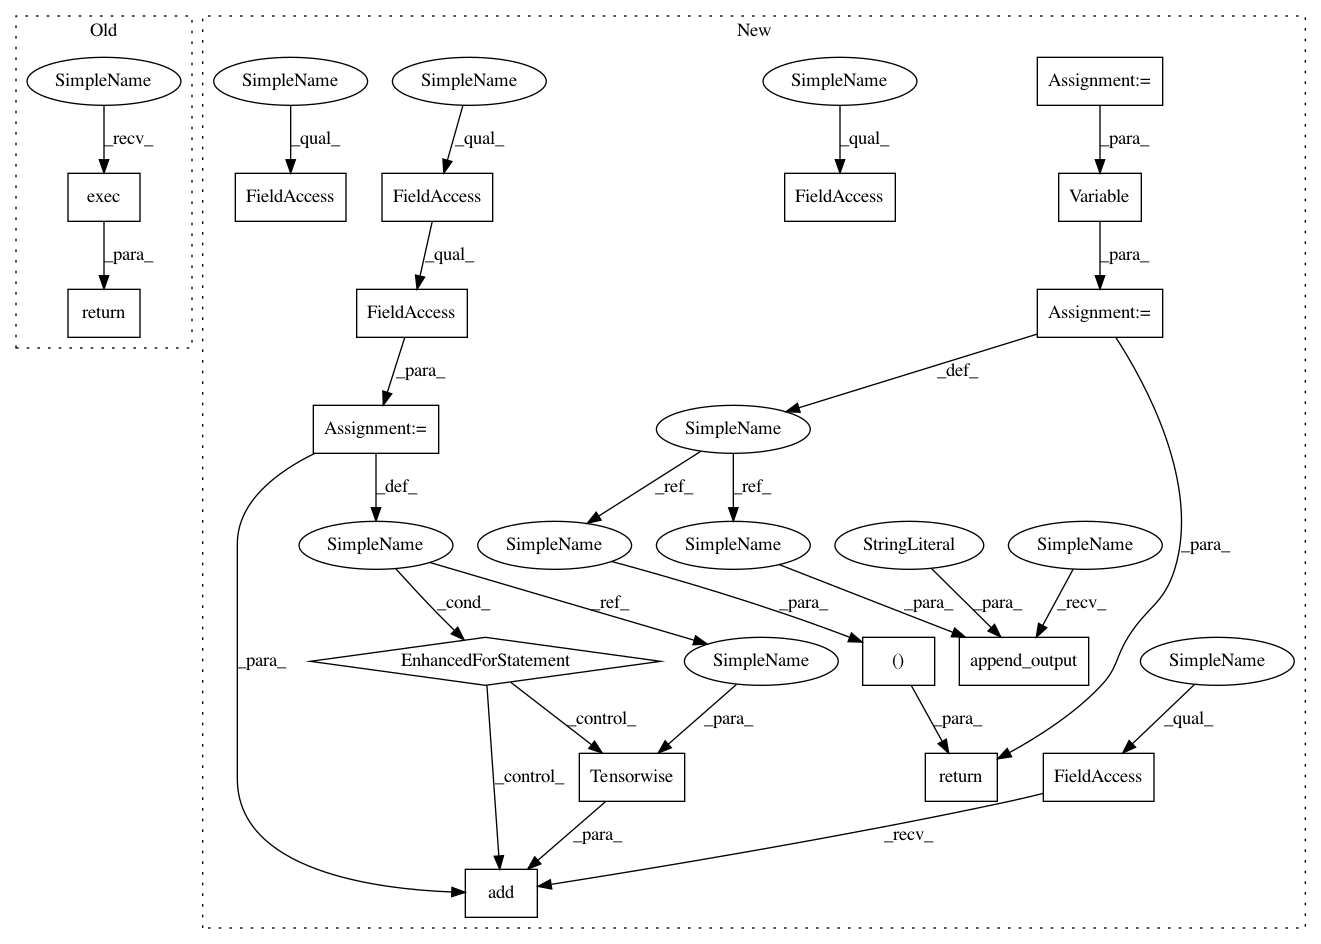 Old
New
SimpleName
SimpleName
SimpleName
SimpleName
Assignment:=
_recv_
_qual_
_qual_
_qual_
_para_
exec
FieldAccess
FieldAccess
FieldAccess
Variable
_para_
_qual_
_para_
return
FieldAccess
Assignment:=
_para_
_def_
Assignment:=
SimpleName
_def_
_ref_
_ref_
SimpleName
SimpleName
SimpleName
StringLiteral
SimpleName
_para_
_cond_
_ref_
_para_
_para_
_para_
_recv_
_para_
EnhancedForStatement
SimpleName
()
append_output
SimpleName
_control_
_para_
_para_
_qual_
_control_
Tensorwise
return
FieldAccess
_para_
_recv_
add